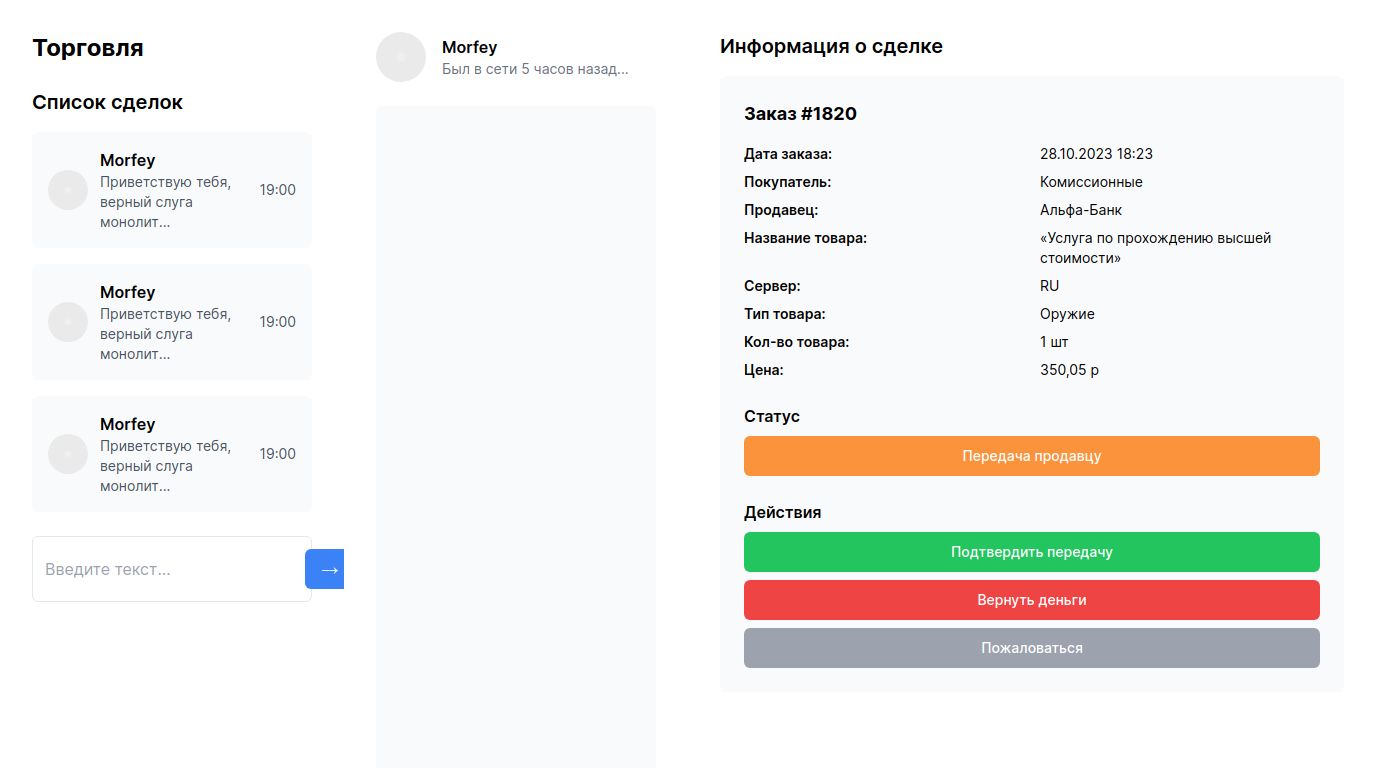 Торговля
Список сделок
Morfey
Приветствую тебя,
верный слуга
монолит...
19:00
Morfey
Приветствую тебя,
верный слуга
монолит...
19:00
Morfey
Приветствую тебя,
верный слуга
монолит...
19:00
Введите текст...
→
Morfey
Был в сети 5 часов назад...
Информация о сделке
Заказ #1820
Дата заказа: 28.10.2023 18:23
Покупатель: Комиссионные
Продавец: Альфа-Банк
Название товара: «Услуга по прохождению высшей
стоимости»
Сервер: RU
Тип товара: Оружие
Кол-во товара: 1 шт
Цена: 350,05 р
Статус
Передача продавцу
Действия
Подтвердить передачу
Вернуть деньги
Пожаловаться